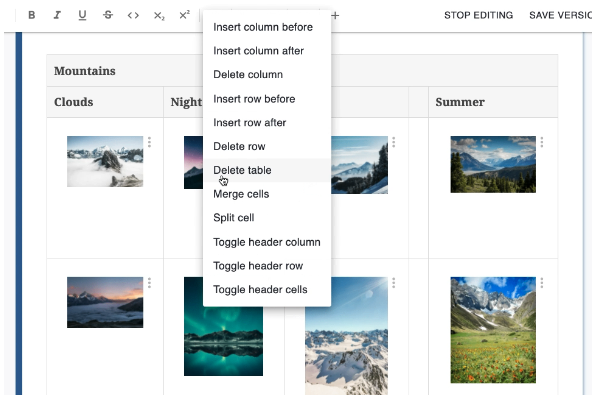 B I U S <> X₂ X² +
STOP EDITING SAVE VERSIO
Insert column before
Insert column after
Delete column
Insert row before
Insert row after
Delete row
Delete table
Merge cells
Split cell
Toggle header column
Toggle header row
Toggle header cells
Mountains
Clouds Night Summer